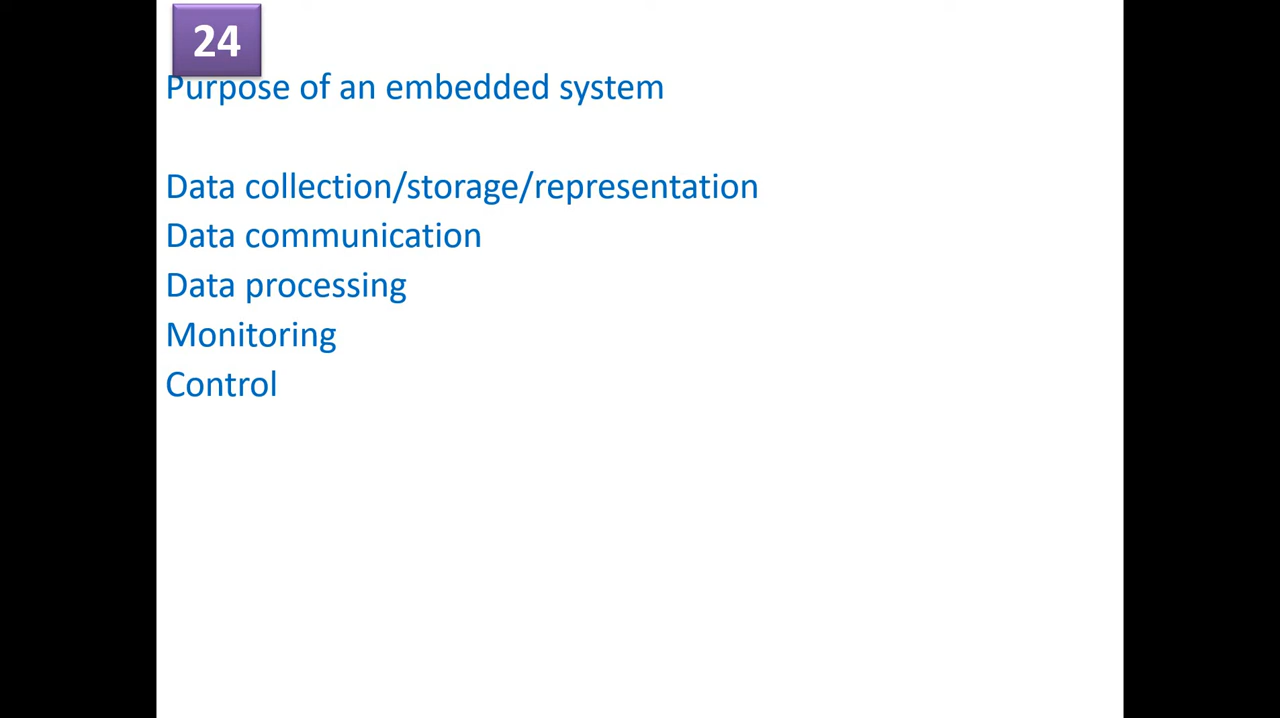 24
Purpose of an embedded system
Data collection/storage/representation
Data communication
Data processing
Monitoring
Control